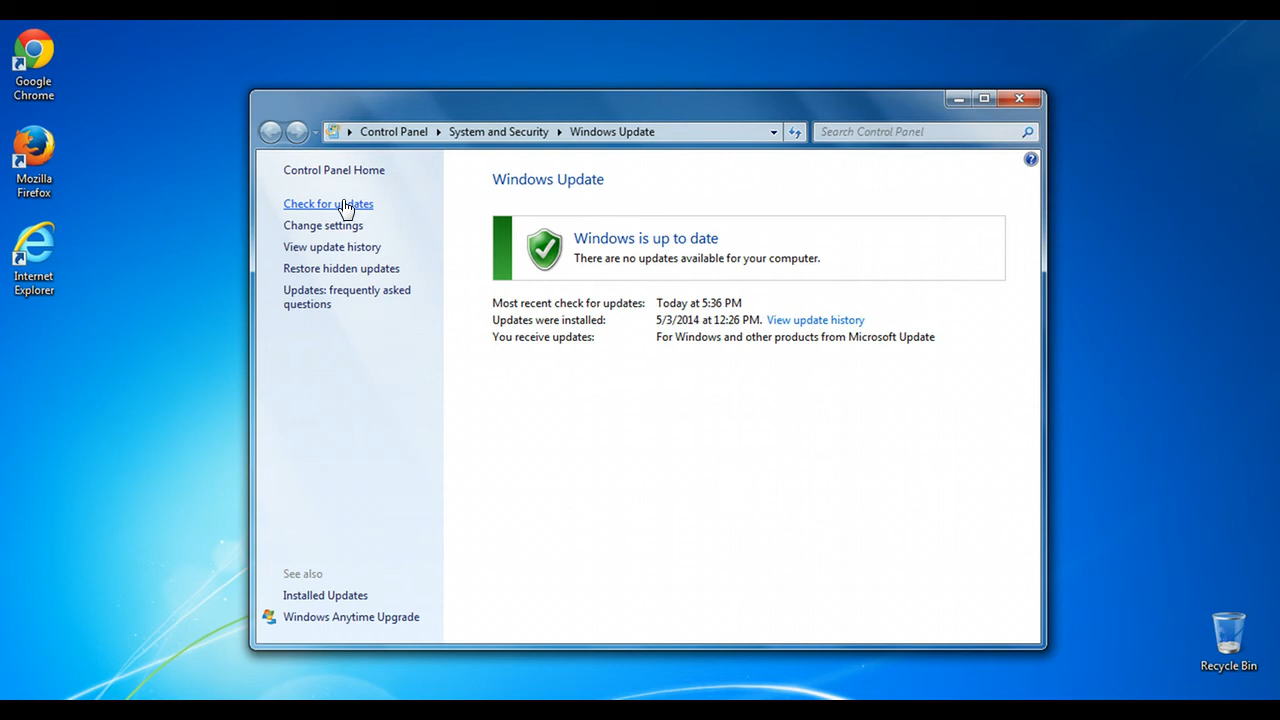 Google
Chrome
Mozilla
Firefox
Internet
Explorer
Control Panel System and Security Windows Update Search Control Panel
Control Panel Home
Check for updates
Change settings
View update history
Restore hidden updates
Updates: frequently asked
questions
See also
Installed Updates
Windows Anytime Upgrade
Windows Update
Windows is up to date
There are no updates available for your computer.
Most recent check for updates: Today at 5:36 PM
Updates were installed: 5/3/2014 at 12:26 PM. View update history
You receive updates: For Windows and other products from Microsoft Update
Recycle Bin